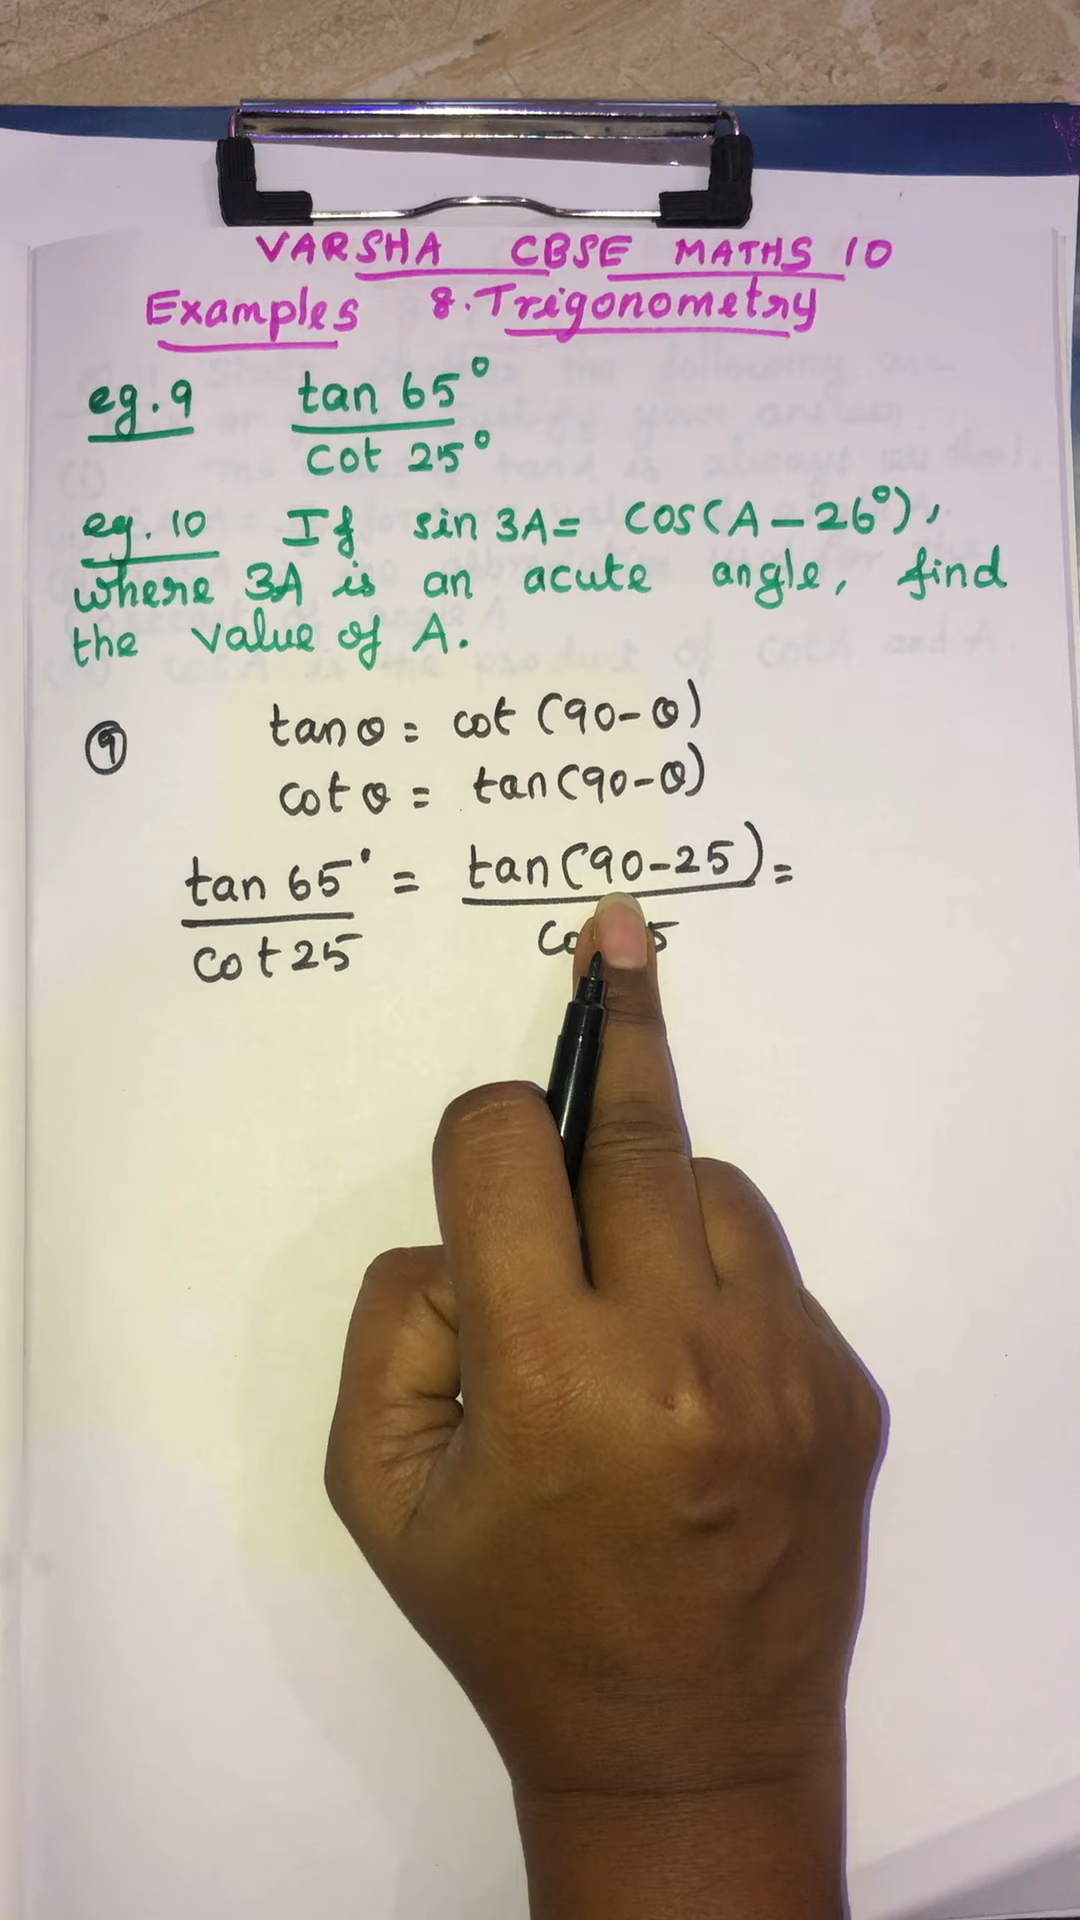 VARSHA CBSE MATHS 10
Examples 8.Trigonometry
eg.9 tan 65°
cot 25°
eg.10 If sin 3A= cos(A-26°),
where 3A is an acute angle, find
the value of A.
9 tanθ = cot (90-θ)
cotθ = tan(90-θ)
tan 65° = tan(90-25) =
cot 25